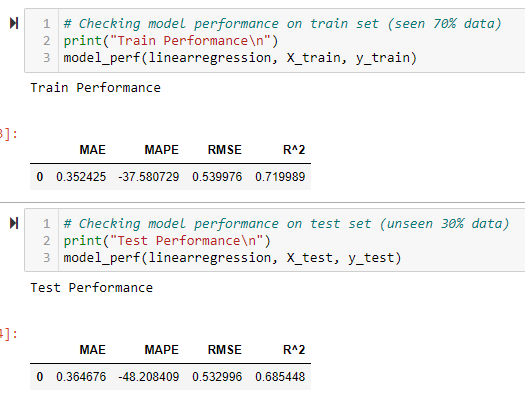 1 # Checking model performance on train set (seen 70% data)
2 print("Train Performance\n")
3 model_perf(linearregression, X_train, y_train)
Train Performance
]:
MAE MAPE RMSE R^2
0 0.352425 -37.580729 0.539976 0.719989
1 # Checking model performance on test set (unseen 30% data)
2 print("Test Performance\n")
3 model_perf(linearregression, X_test, y_test)
Test Performance
]:
MAE MAPE RMSE R^2
0 0.364676 -48.208409 0.532996 0.685448